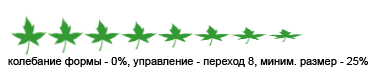 колебание формы - 0%, управление - переход 8, миним. размер - 25%